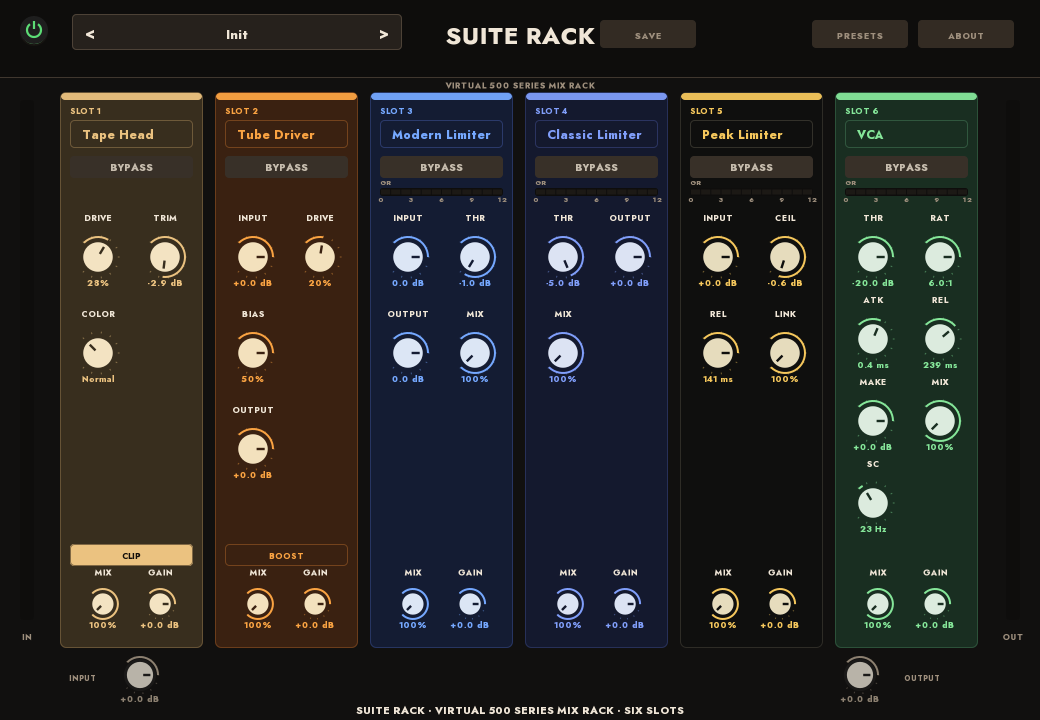 < Init >
SUITE RACK
SAVE
PRESETS
ABOUT
VIRTUAL 500 SERIES MIX RACK
SLOT 1
Tape Head
BYPASS
DRIVE TRIM
28% -2.9 dB
COLOR
Normal
CLIP
MIX GAIN
100% +0.0 dB
SLOT 2
Tube Driver
BYPASS
INPUT DRIVE
+0.0 dB 20%
BIAS
50%
OUTPUT
+0.0 dB
BOOST
MIX GAIN
100% +0.0 dB
SLOT 3
Modern Limiter
BYPASS
GR
0 3 6 9 12
INPUT THR
0.0 dB -1.0 dB
OUTPUT MIX
0.0 dB 100%
MIX GAIN
100% +0.0 dB
SLOT 4
Classic Limiter
BYPASS
GR
0 3 6 9 12
THR OUTPUT
-5.0 dB +0.0 dB
MIX
100%
MIX GAIN
100% +0.0 dB
SLOT 5
Peak Limiter
BYPASS
GR
0 3 6 9 12
INPUT CEIL
+0.0 dB -0.6 dB
REL LINK
141 ms 100%
MIX GAIN
100% +0.0 dB
SLOT 6
VCA
BYPASS
GR
0 3 6 9 12
THR RAT
-20.0 dB 6.0:1
ATK REL
0.4 ms 239 ms
MAKE MIX
+0.0 dB 100%
SC
23 Hz
MIX GAIN
100% +0.0 dB
IN
OUT
INPUT
+0.0 dB
OUTPUT
+0.0 dB
SUITE RACK · VIRTUAL 500 SERIES MIX RACK · SIX SLOTS